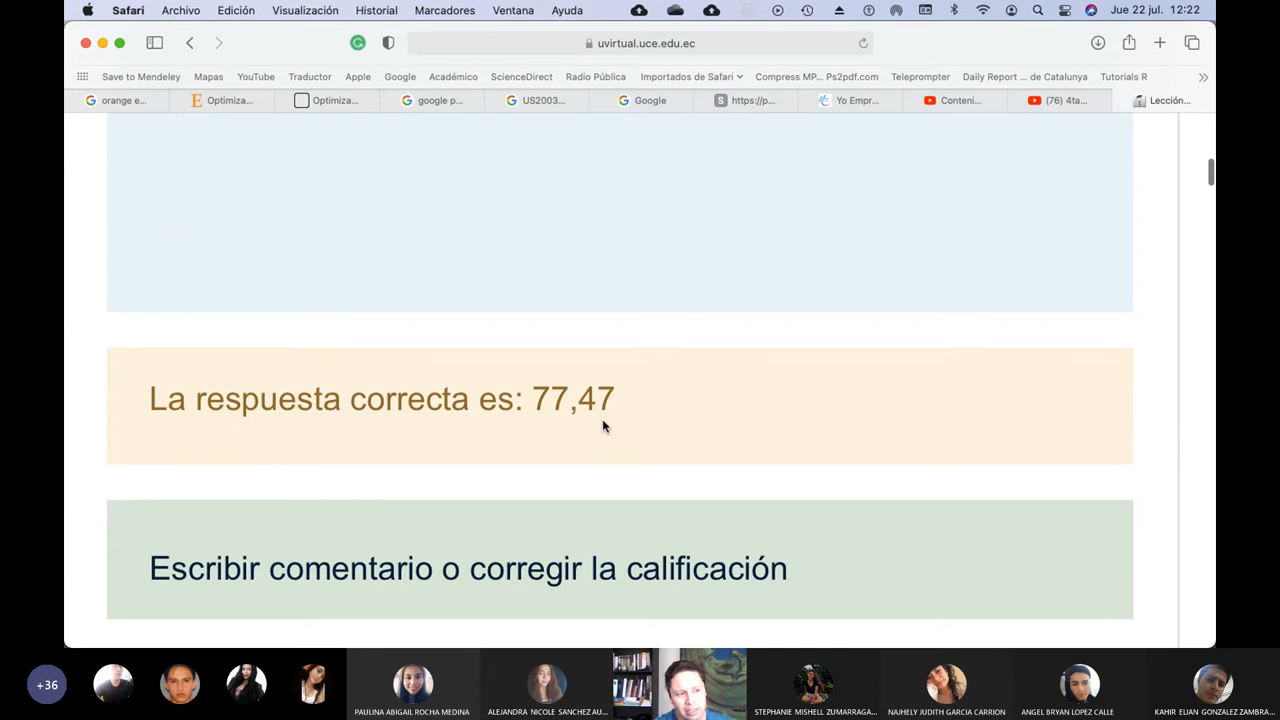 Safari Archivo Edición Visualización Historial Marcadores Ventana Ayuda Jue 22 jul. 12:22
uvirtual.uce.edu.ec
Save to Mendeley Mapas YouTube Traductor Apple Google Académico ScienceDirect Radio Pública Importados de Safari Compress MP... Ps2pdf.com Teleprompter Daily Report ... de Catalunya Tutorials R
orange e... Optimiza... Optimiza... google p... US2003... Google https://p... Yo Empr... Conteni... (76) 4ta... Lección...
La respuesta correcta es: 77,47
Escribir comentario o corregir la calificación
+36
PAULINA ABIGAIL ROCHA MEDINA ALEJANDRA NICOLE SANCHEZ AU... STEPHANIE MISHELL ZUMARRAGA... NAJHELY JUDITH GARCIA CARRION ANGEL BRYAN LOPEZ CALLE KAHIR ELIAN GONZALEZ ZAMBRA...